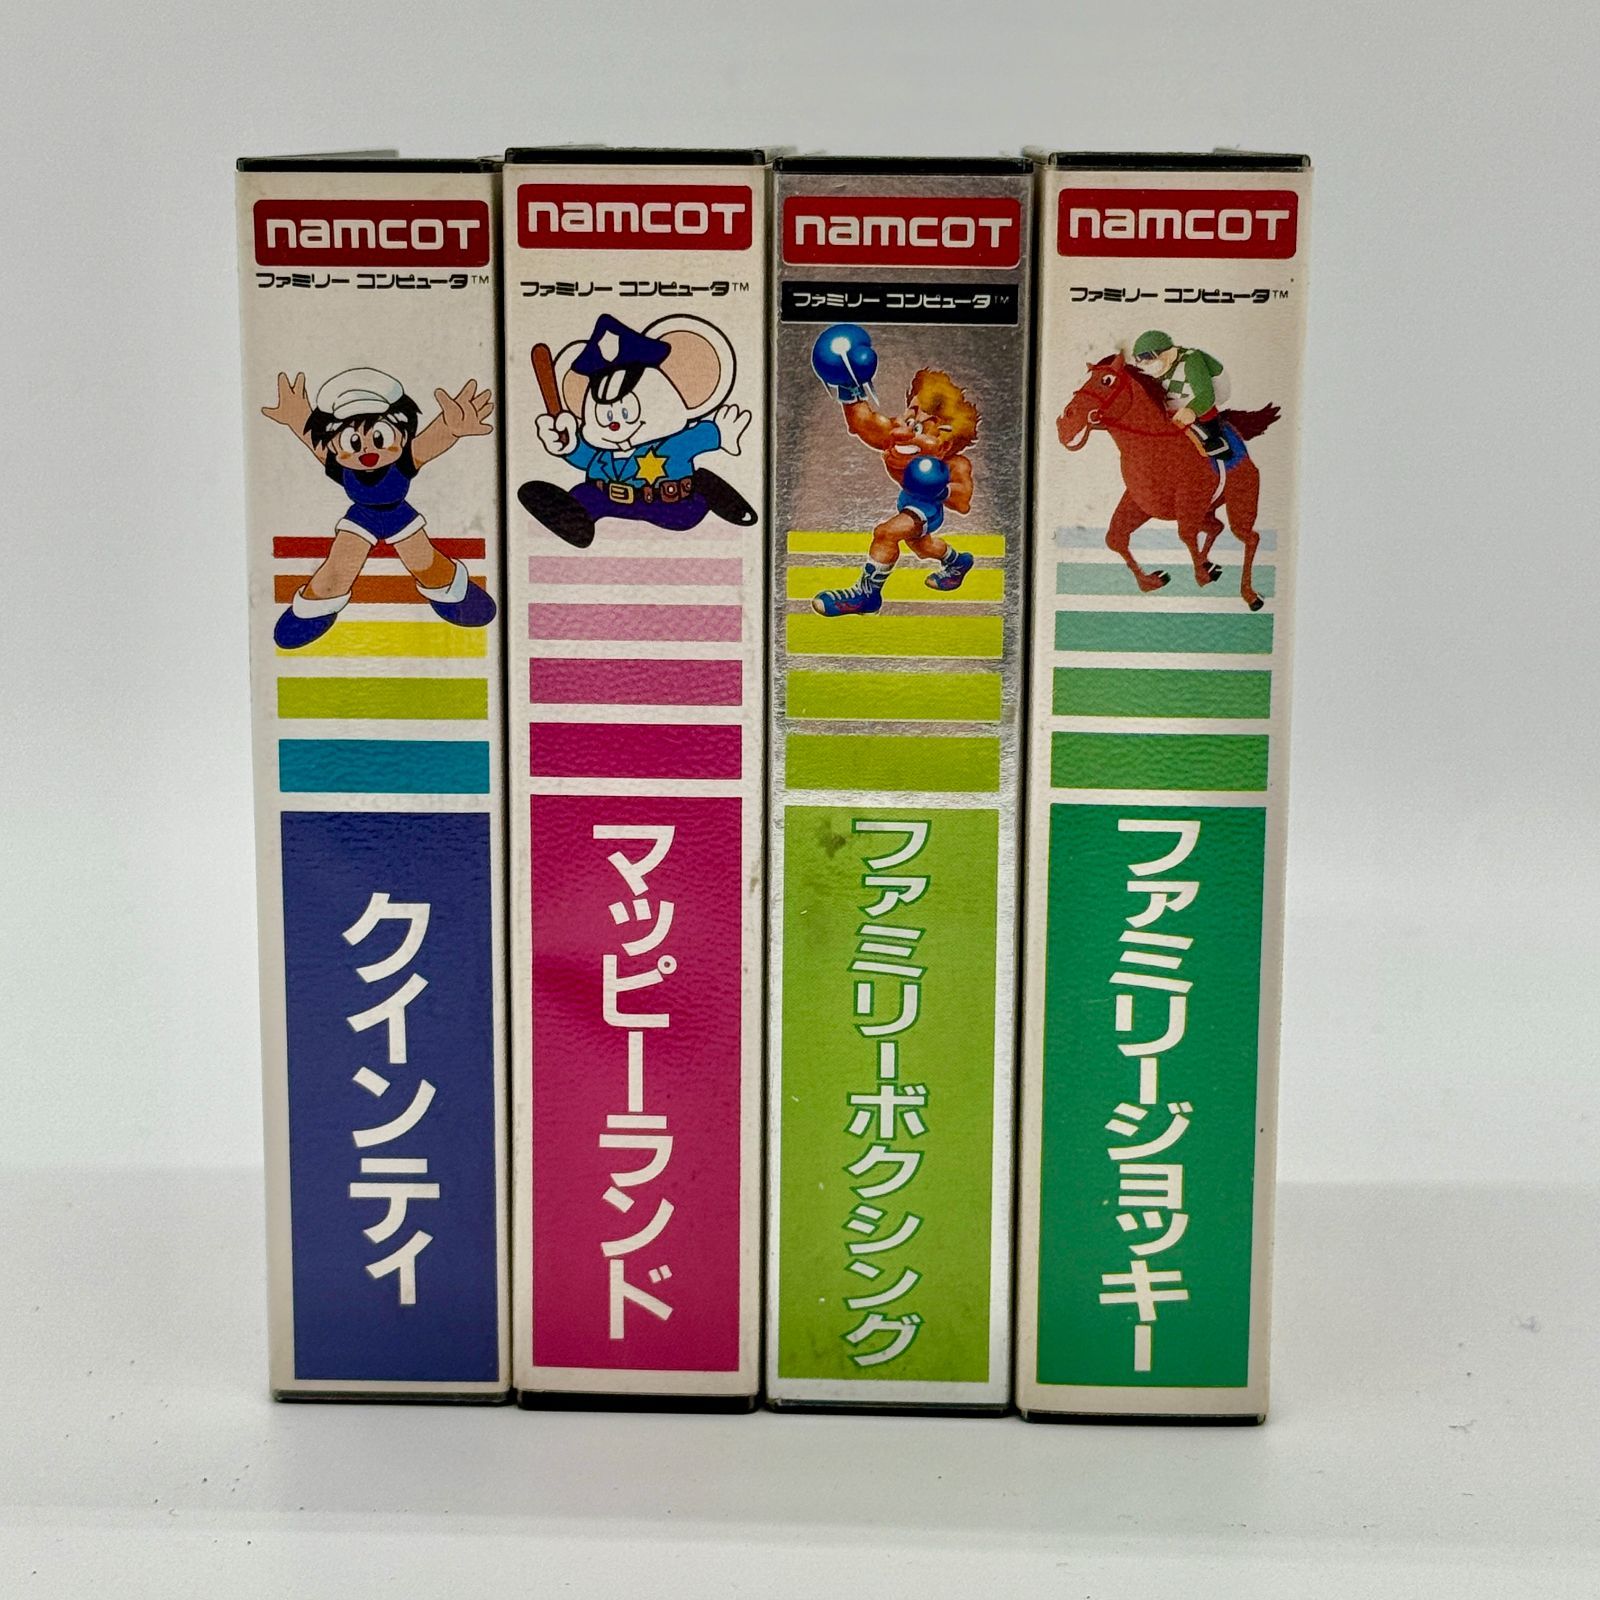 namcot
ファミリー コンピュータ™
クインティ
namcot
ファミリー コンピュータ™
マッピーランド
namcot
ファミリー コンピュータ™
ファミリーボクシング
namcot
ファミリー コンピュータ™
ファミリージョッキー